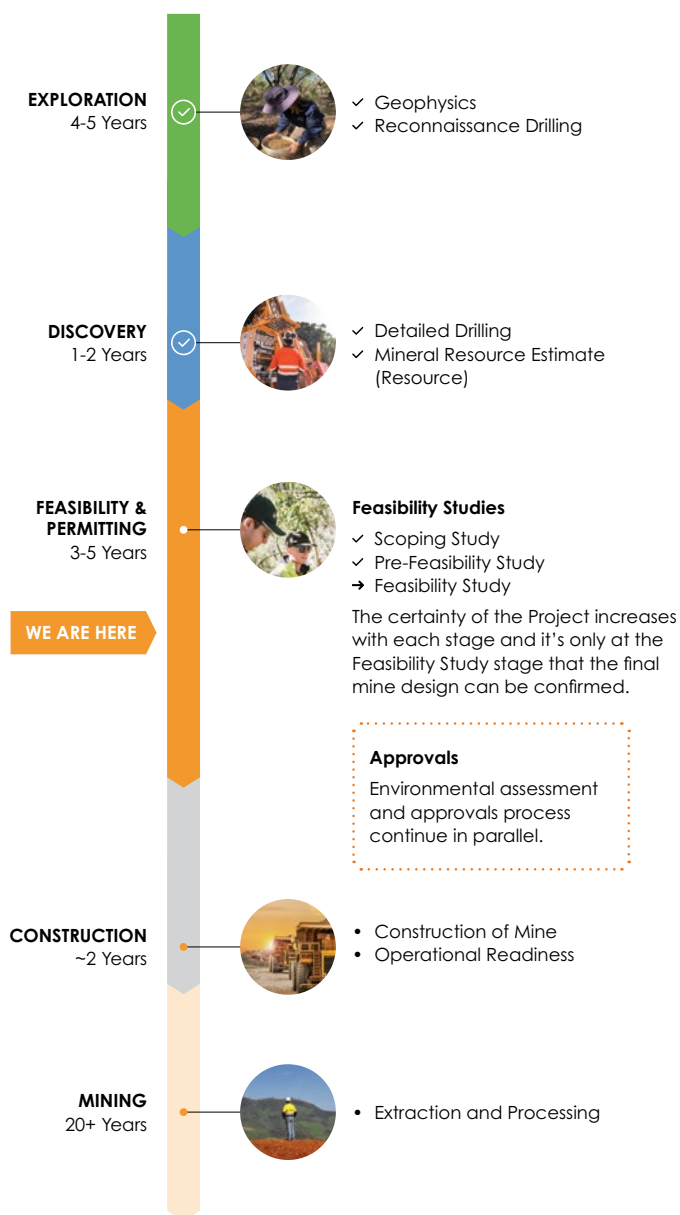 EXPLORATION
4-5 Years
✓ Geophysics
✓ Reconnaissance Drilling
DISCOVERY
1-2 Years
✓ Detailed Drilling
✓ Mineral Resource Estimate
(Resource)
FEASIBILITY &
PERMITTING
3-5 Years
WE ARE HERE
Feasibility Studies
✓ Scoping Study
✓ Pre-Feasibility Study
→ Feasibility Study
The certainty of the Project increases
with each stage and it’s only at the
Feasibility Study stage that the final
mine design can be confirmed.
Approvals
Environmental assessment
and approvals process
continue in parallel.
CONSTRUCTION
~2 Years
• Construction of Mine
• Operational Readiness
MINING
20+ Years
• Extraction and Processing